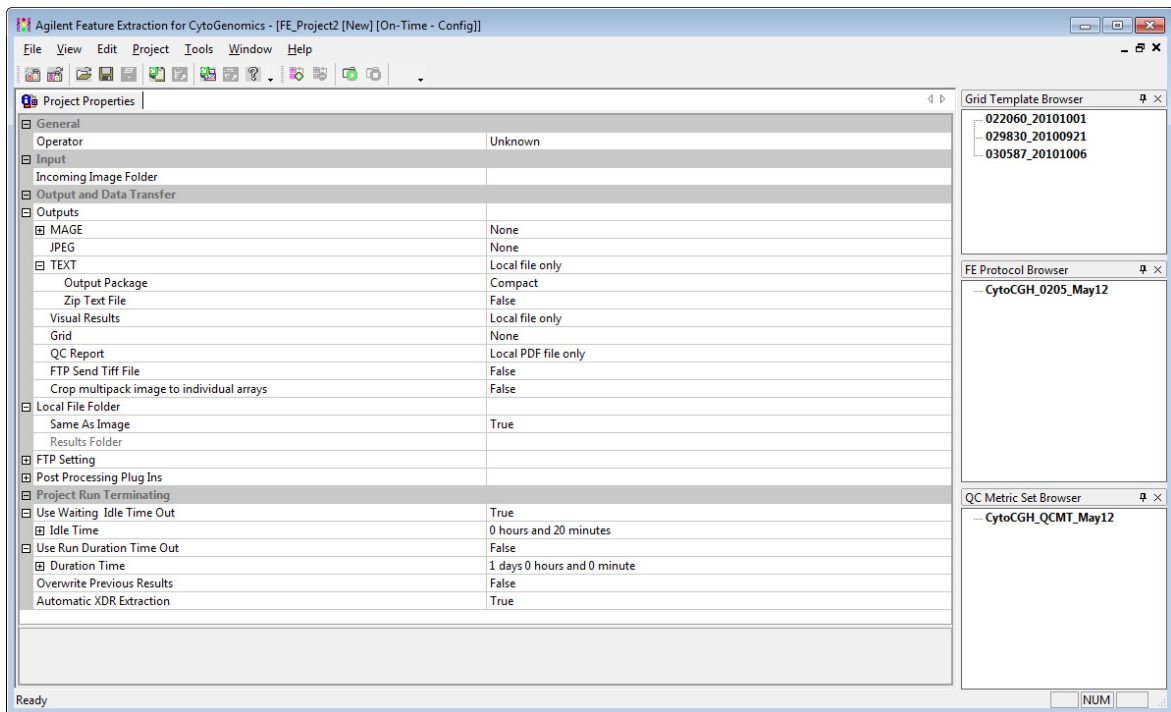 Agilent Feature Extraction for CytoGenomics - [FE_Project2 [New] [On-Time - Config]]
File View Edit Project Tools Window Help
Project Properties
General
Operator Unknown
Input
Incoming Image Folder
Output and Data Transfer
Outputs
MAGE None
JPEG None
TEXT Local file only
Output Package Compact
Zip Text File False
Visual Results Local file only
Grid None
QC Report Local PDF file only
FTP Send Tiff File False
Crop multipack image to individual arrays False
Local File Folder
Same As Image True
Results Folder
FTP Setting
Post Processing Plug Ins
Project Run Terminating
Use Waiting Idle Time Out True
Idle Time 0 hours and 20 minutes
Use Run Duration Time Out False
Duration Time 1 days 0 hours and 0 minute
Overwrite Previous Results False
Automatic XDR Extraction True
Grid Template Browser
022060_20101001
029830_20100921
030587_20101006
FE Protocol Browser
CytoCGH_0205_May12
QC Metric Set Browser
CytoCGH_QCMT_May12
Ready NUM